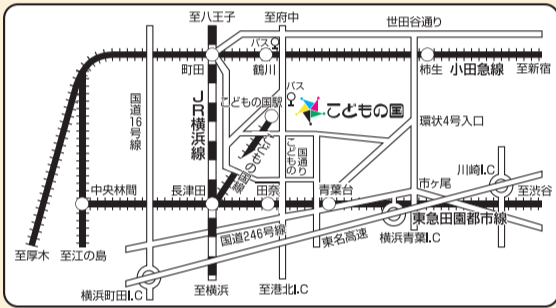 至八王子
至府中
世田谷通り
バス
町田
鶴川
柿生
小田急線
至新宿
国道16号線
JR横浜線
こどもの国駅
バス
こどもの国
こどもの国線
こどもの
国通り
環状4号入口
川崎I.C
中央林間
長津田
田奈
青葉台
市ヶ尾
至渋谷
東急田園都市線
国道246号線
東名高速
横浜青葉I.C
至厚木
至江の島
横浜町田I.C
至横浜
至港北I.C